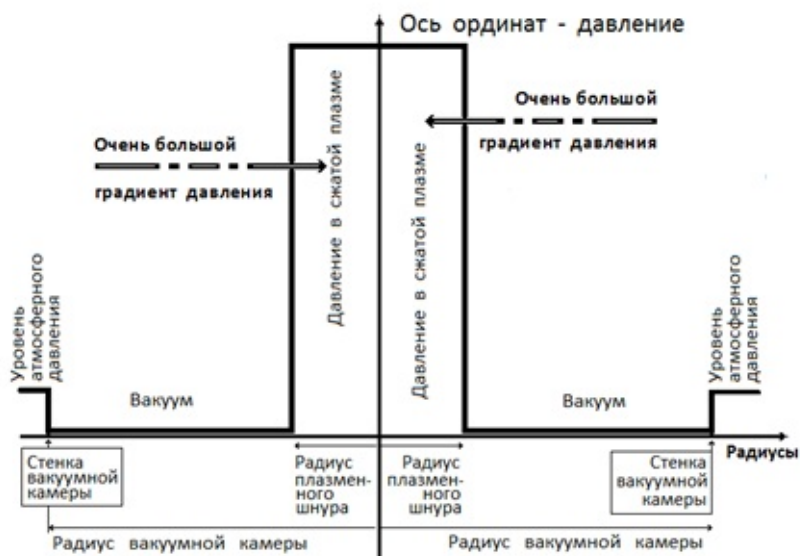 Ось ординат - давление
Очень большой
градиент давления
Очень большой
градиент давления
Давление в сжатой плазме
Давление в сжатой плазме
Уровень
атмосферного
давления
Вакуум
Вакуум
Уровень
атмосферного
давления
Радиусы
Стенка
вакуумной
камеры
Радиус
плазмен-
ного
шнура
Радиус
плазмен-
ного
шнура
Стенка
вакуумной
камеры
Радиус вакуумной камеры
Радиус вакуумной камеры